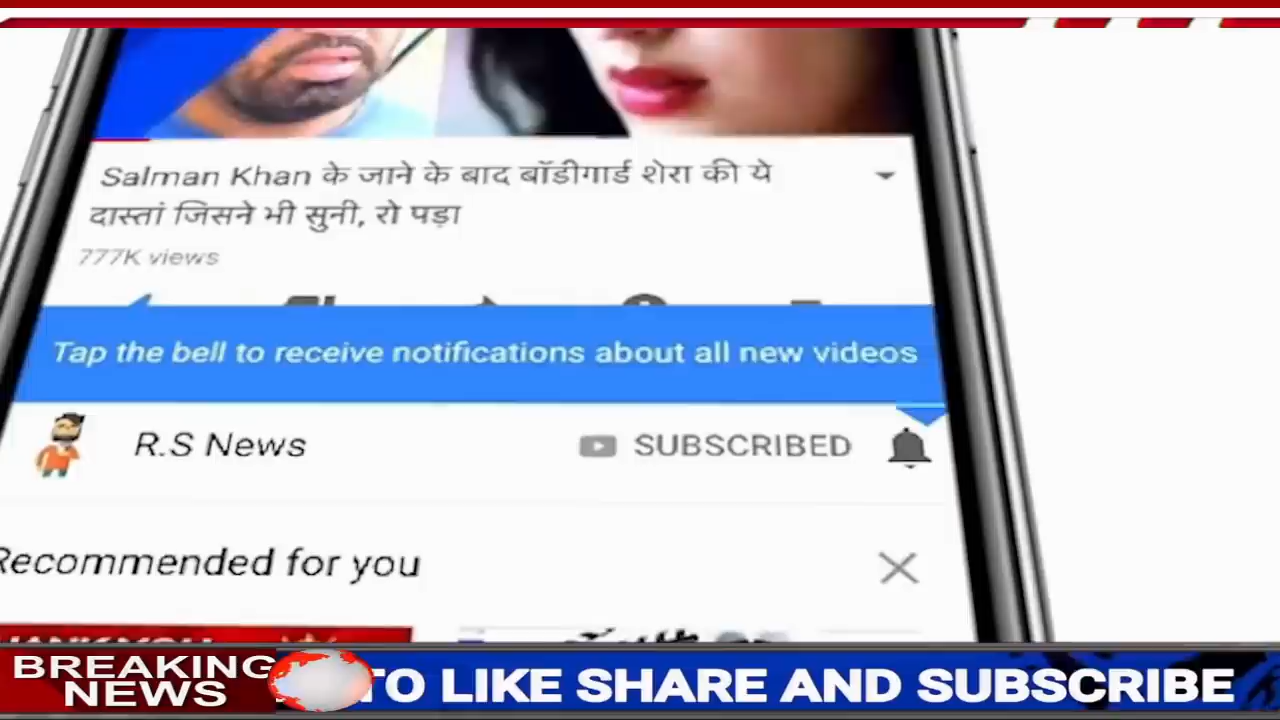 Salman Khan के जाने के बाद बॉडीगार्ड शेरा की ये
दास्तां जिसने भी सुनी, रो पड़ा
777K views
Tap the bell to receive notifications about all new videos
R.S News
SUBSCRIBED
Recommended for you
BREAKING
NEWS
TO LIKE SHARE AND SUBSCRIBE